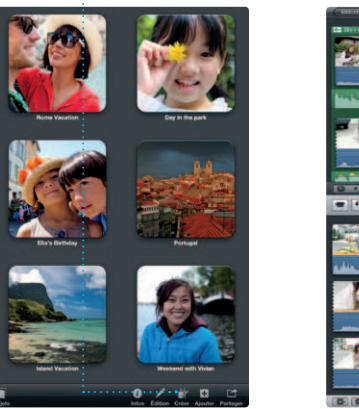 Rome Vacation
Day in the park
Ella's Birthday
Portugal
Island Vacation
Weekend with Vivian
Infos Édition Créer Ajouter Partager